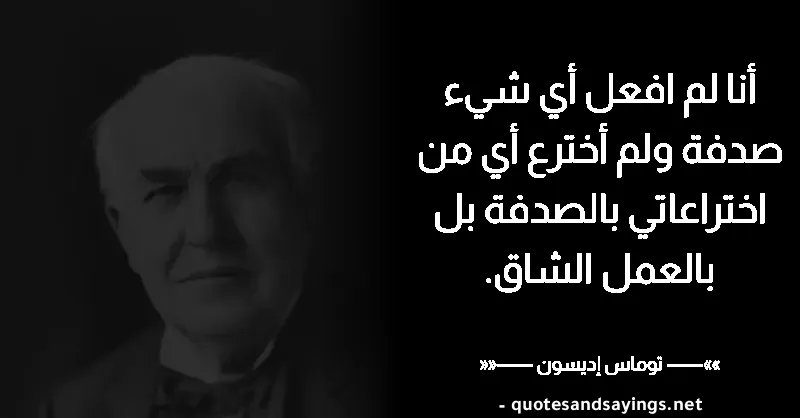 أنا لم افعل أي شيء
صدفة ولم أخترع أي من
اختراعاتي بالصدفة بل
بالعمل الشاق.
»»—— توماس إديسون ——««
- quotesandsayings.net